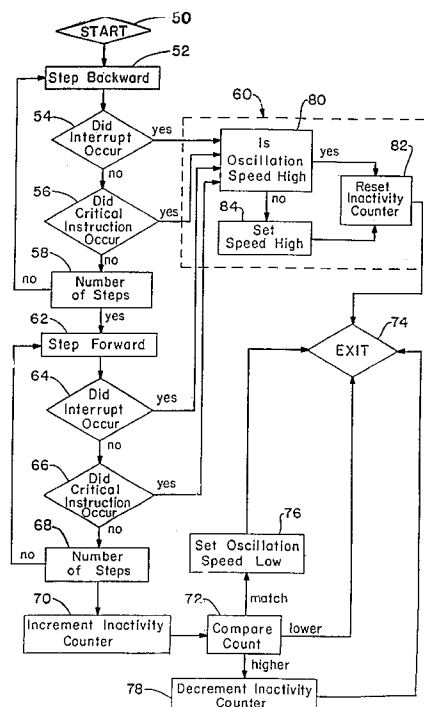 START
50
52
Step Backward
54
Did
Interrupt
Occur
yes
no
56
Did
Critical
Instruction
Occur
yes
no
58
Number
of Steps
no
yes
60
80
Is
Oscillation
Speed High
yes
no
82
Reset
Inactivity
Counter
84
Set
Speed High
62
Step Forward
64
Did
Interrupt
Occur
yes
no
66
Did
Critical
Instruction
Occur
yes
no
68
Number
of Steps
no
70
Increment Inactivity
Counter
72
Compare
Count
match
lower
higher
74
EXIT
76
Set Oscillation
Speed Low
78
Decrement Inactivity
Counter